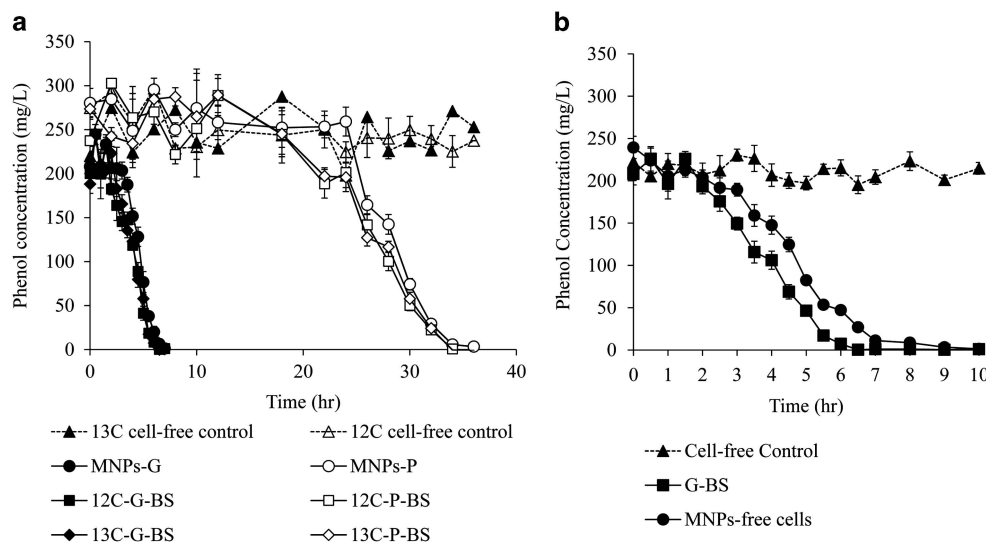 a
Phenol concentration (mg/L)
350
300
250
200
150
100
50
0
0 10 20 30 40
Time (hr)
13C cell-free control
12C cell-free control
MNPs-G
MNPs-P
12C-G-BS
12C-P-BS
13C-G-BS
13C-P-BS
b
Phenol Concentration (mg/L)
350
300
250
200
150
100
50
0
0 1 2 3 4 5 6 7 8 9 10
Time (hr)
Cell-free Control
G-BS
MNPs-free cells